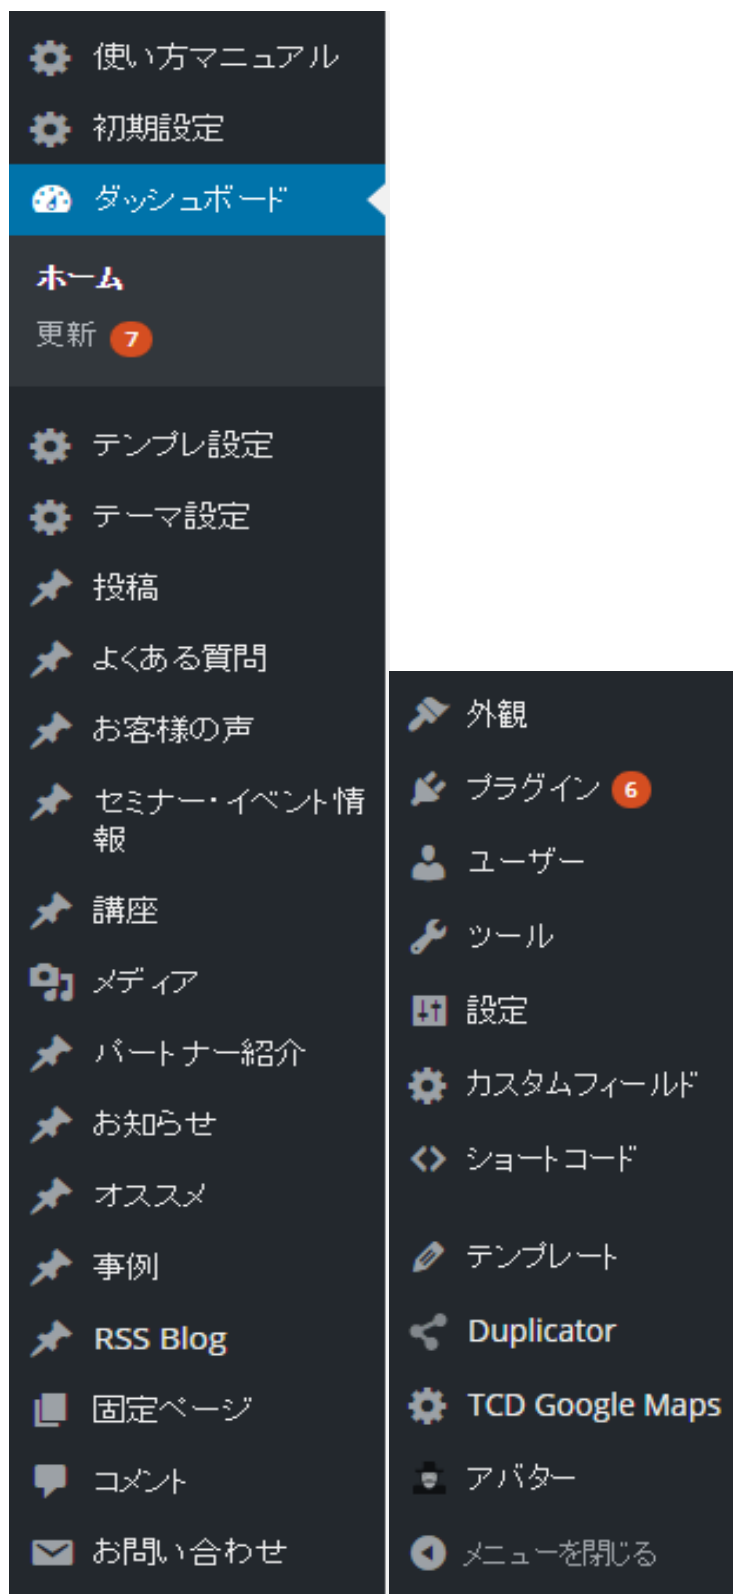 使い方マニュアル
初期設定
ダッシュボード
ホーム
更新 7
テンプレ設定
テーマ設定
投稿
よくある質問
お客様の声
セミナー・イベント情
報
講座
メディア
パートナー紹介
お知らせ
オススメ
事例
RSS Blog
固定ページ
コメント
お問い合わせ
外観
プラグイン 6
ユーザー
ツール
設定
カスタムフィールド
ショートコード
テンプレート
Duplicator
TCD Google Maps
アバター
メニューを閉じる